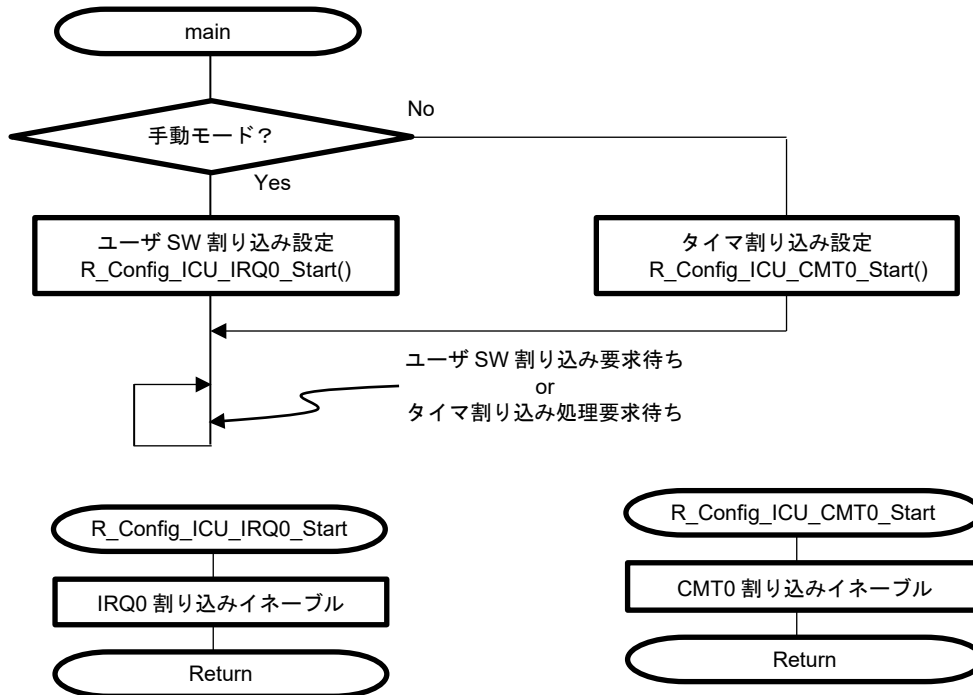 main
手動モード？
No
Yes
ユーザ SW 割り込み設定
R_Config_ICU_IRQ0_Start()
タイマ割り込み設定
R_Config_ICU_CMT0_Start()
ユーザ SW 割り込み要求待ち
or
タイマ割り込み処理要求待ち
R_Config_ICU_IRQ0_Start
IRQ0 割り込みイネーブル
Return
R_Config_ICU_CMT0_Start
CMT0 割り込みイネーブル
Return